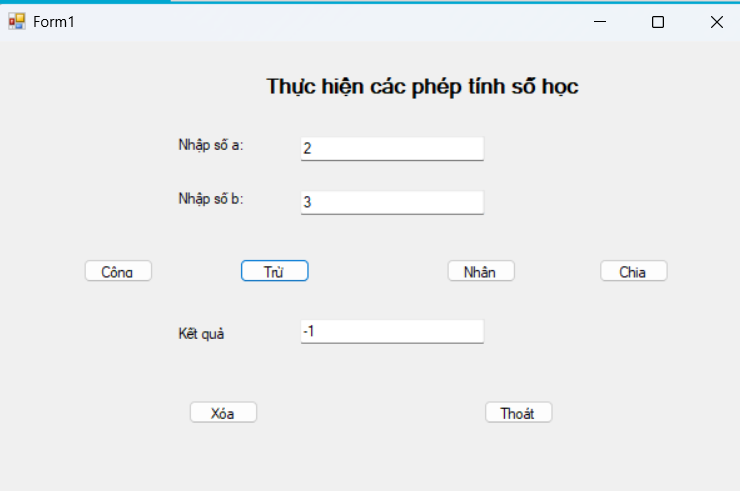 Form1
Thực hiện các phép tính số học
Nhập số a: 2
Nhập số b: 3
Cộng Trừ Nhân Chia
Kết quả -1
Xóa Thoát